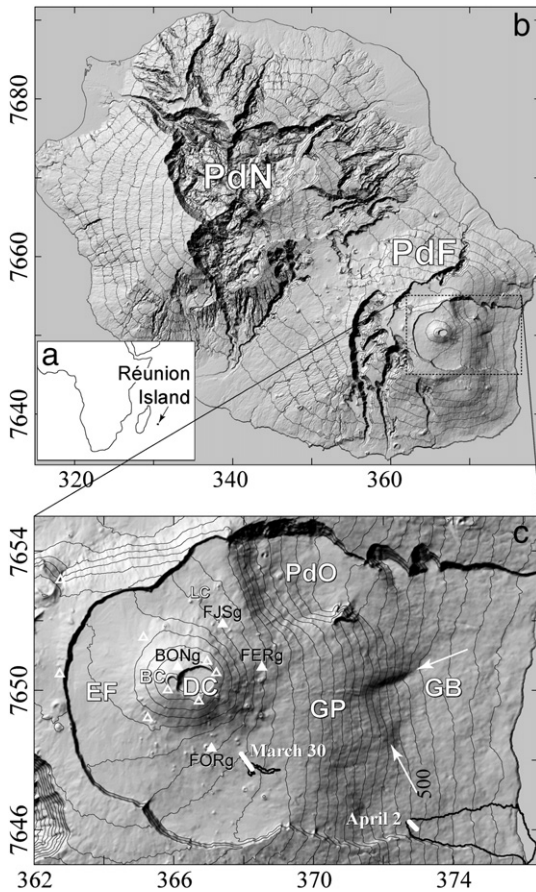 b
7680
PdN
7660
PdF
a
Réunion
Island
7640
320
340
360
c
7654
PdO
LC
FJSg
BONg
FERg
7650
EF
BC
DC
GP
GB
March 30
FORg
500
April 2
7646
362
366
370
374